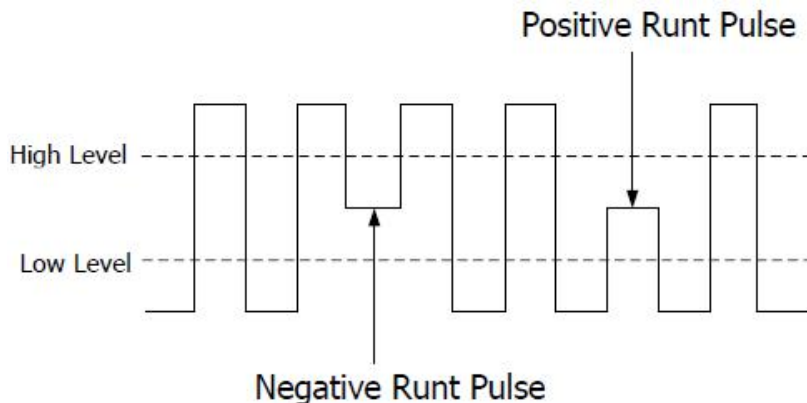 Positive Runt Pulse
High Level
Low Level
Negative Runt Pulse